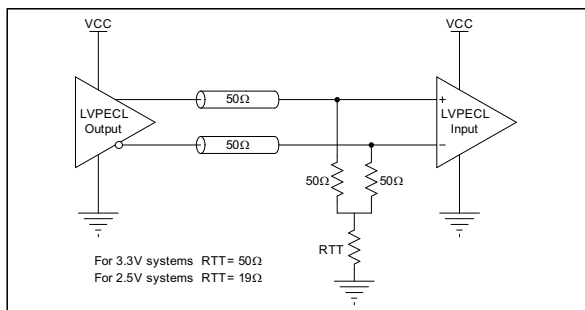 VCC
VCC
50Ω
LVPECL
Output
+
LVPECL
Input
50Ω
−
50Ω
50Ω
RTT
For 3.3V systems RTT = 50Ω
For 2.5V systems RTT = 19Ω